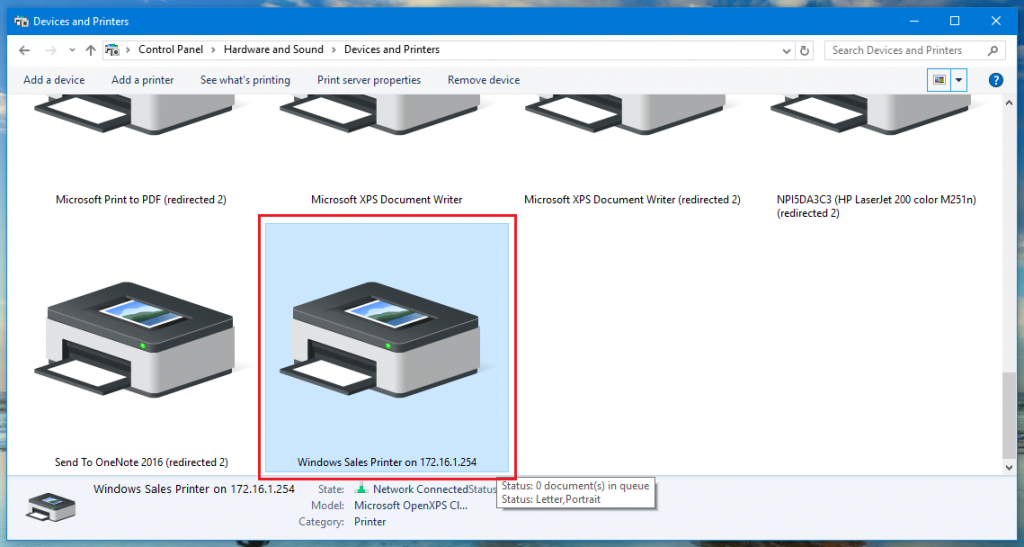 Devices and Printers
Control Panel > Hardware and Sound > Devices and Printers
Search Devices and Printers
Add a device Add a printer See what's printing Print server properties Remove device
Microsoft Print to PDF (redirected 2)
Microsoft XPS Document Writer
Microsoft XPS Document Writer (redirected 2)
NPI5DA3C3 (HP LaserJet 200 color M251n)
(redirected 2)
Send To OneNote 2016 (redirected 2)
Windows Sales Printer on 172.16.1.254
Windows Sales Printer on 172.16.1.254
State: Network Connected
Status
Model: Microsoft OpenXPS Cl...
Category: Printer
Status: 0 document(s) in queue
Status: Letter,Portrait